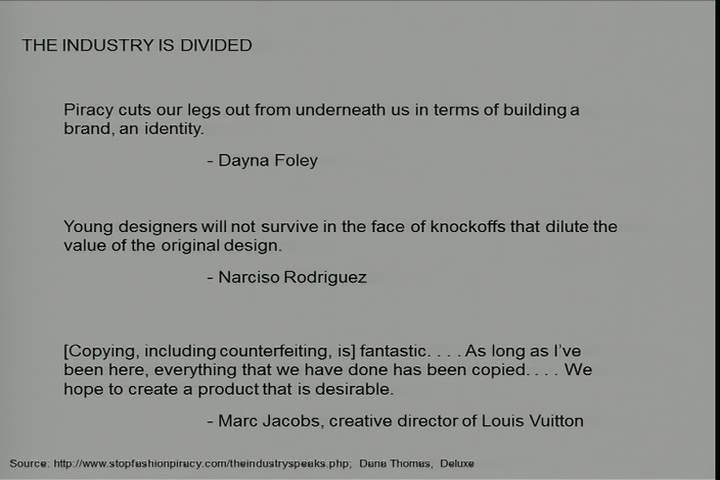 THE INDUSTRY IS DIVIDED
Piracy cuts our legs out from underneath us in terms of building a
brand, an identity.
- Dayna Foley
Young designers will not survive in the face of knockoffs that dilute the
value of the original design.
- Narciso Rodriguez
[Copying, including counterfeiting, is] fantastic. . . . As long as I've
been here, everything that we have done has been copied. . . . We
hope to create a product that is desirable.
- Marc Jacobs, creative director of Louis Vuitton
Source: http://www.stopfashionpiracy.com/theindustryspeaks.php; Dana Thomas, Deluxe